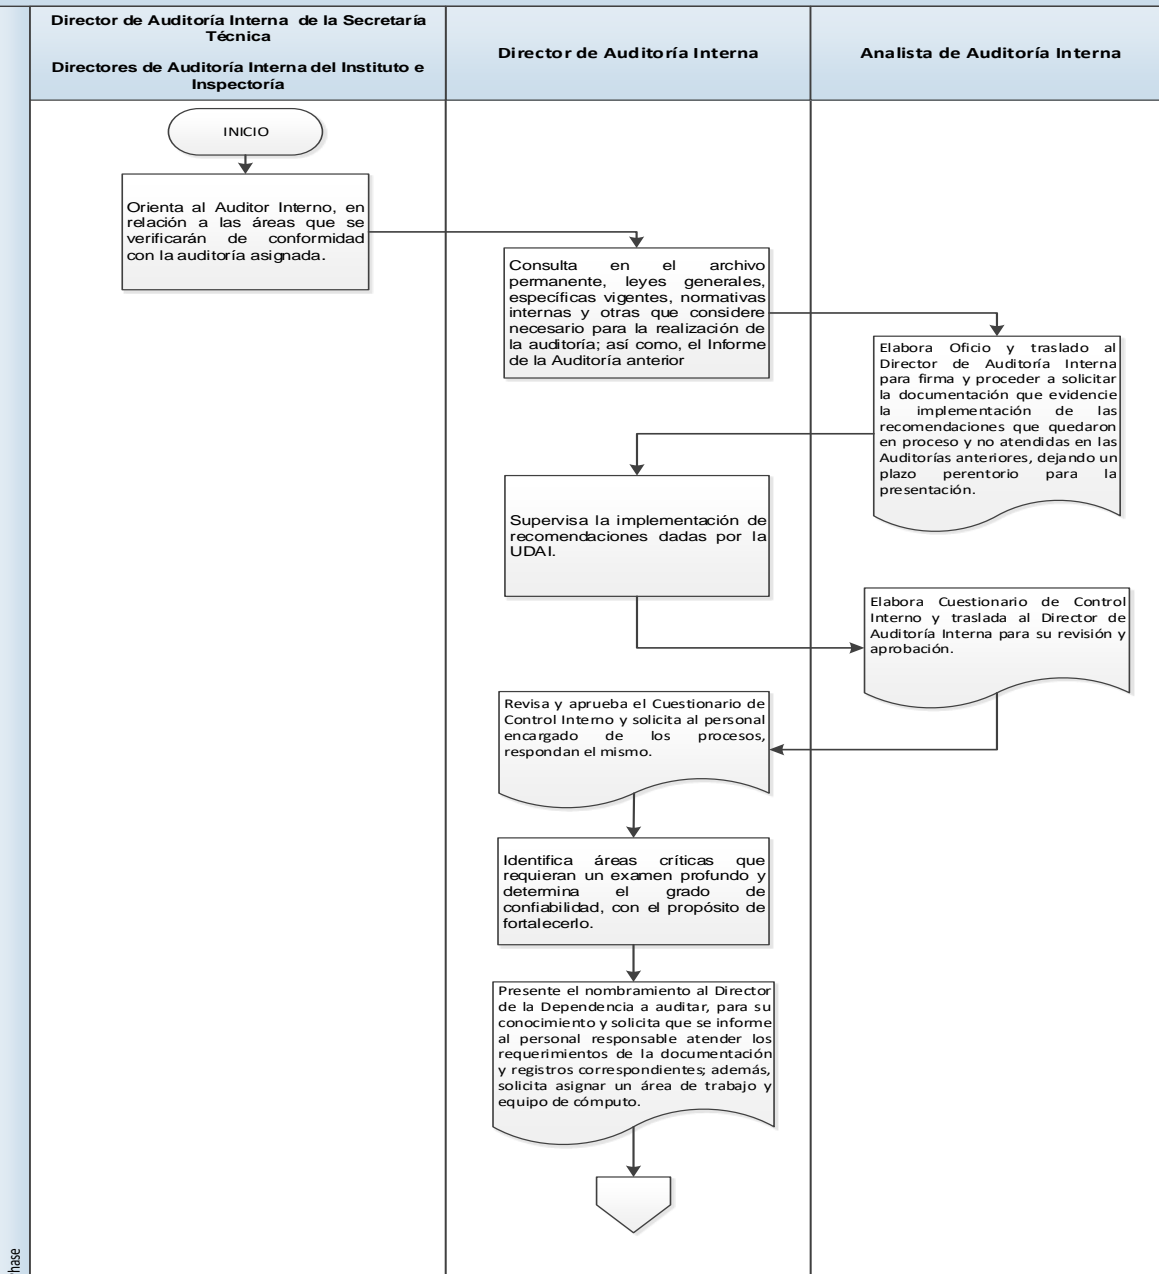 Director de Auditoría Interna de la Secretaría
Técnica
Directores de Auditoría Interna del Instituto e
Inspectoría
Director de Auditoría Interna
Analista de Auditoría Interna
INICIO
Orienta al Auditor Interno, en
relación a las áreas que se
verificarán de conformidad
con la auditoría asignada.
Consulta en el archivo
permanente, leyes generales,
específicas vigentes, normativas
internas y otras que considere
necesario para la realización de
la auditoría; así como, el Informe
de la Auditoría anterior
Elabora Oficio y traslado al
Director de Auditoría Interna
para firma y proceder a solicitar
la documentación que evidencie
la implementación de las
recomendaciones que quedaron
en proceso y no atendidas en las
Auditorías anteriores, dejando un
plazo perentorio para la
presentación.
Supervisa la implementación de
recomendaciones dadas por la
UDAI.
Elabora Cuestionario de Control
Interno y traslada al Director de
Auditoría Interna para su revisión y
aprobación.
Revisa y aprueba el Cuestionario de
Control Interno y solicita al personal
encargado de los procesos,
respondan el mismo.
Identifica áreas críticas que
requieran un examen profundo y
determina el grado de
confiabilidad, con el propósito de
fortalecerlo.
Presente el nombramiento al Director
de la Dependencia a auditar, para su
conocimiento y solicita que se informe
al personal responsable atender los
requerimientos de la documentación
y registros correspondientes; además,
solicita asignar un área de trabajo y
equipo de cómputo.